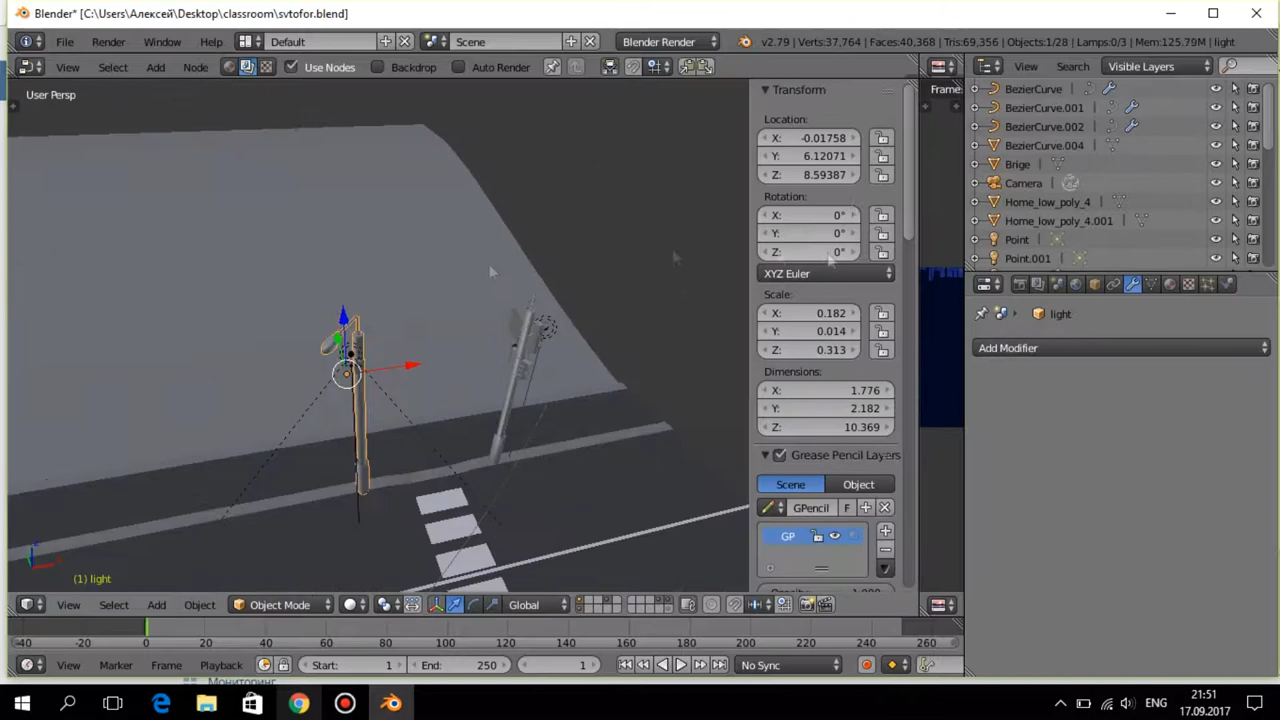 Blender* [C:\Users\Алексей\Desktop\classroom\svtofor.blend]
File Render Window Help Default Scene Blender Render v2.79 | Verts:37,764 | Faces:40,368 | Tris:69,356 | Objects:1/28 | Lamps:0/3 | Mem:125.79M | light
View Select Add Node Use Nodes Backdrop Auto Render
View Search Visible Layers
User Persp
Transform
Frame:
Location:
X: -0.01758
Y: 6.12071
Z: 8.59387
Rotation:
X: 0°
Y: 0°
Z: 0°
XYZ Euler
Scale:
X: 0.182
Y: 0.014
Z: 0.313
Dimensions:
X: 1.776
Y: 2.182
Z: 10.369
Grease Pencil Layers
Scene Object
GPencil F
GP
BezierCurve
BezierCurve.001
BezierCurve.002
BezierCurve.004
Brige
Camera
Home_low_poly_4
Home_low_poly_4.001
Point
Point.001
light
Add Modifier
(1) light
View Select Add Object Object Mode Global
-40 -20 0 20 40 60 80 100 120 140 160 180 200 220 240 260
View Marker Frame Playback Start: 1 End: 250 1 No Sync
Мониторинг
ENG
21:51
17.09.2017